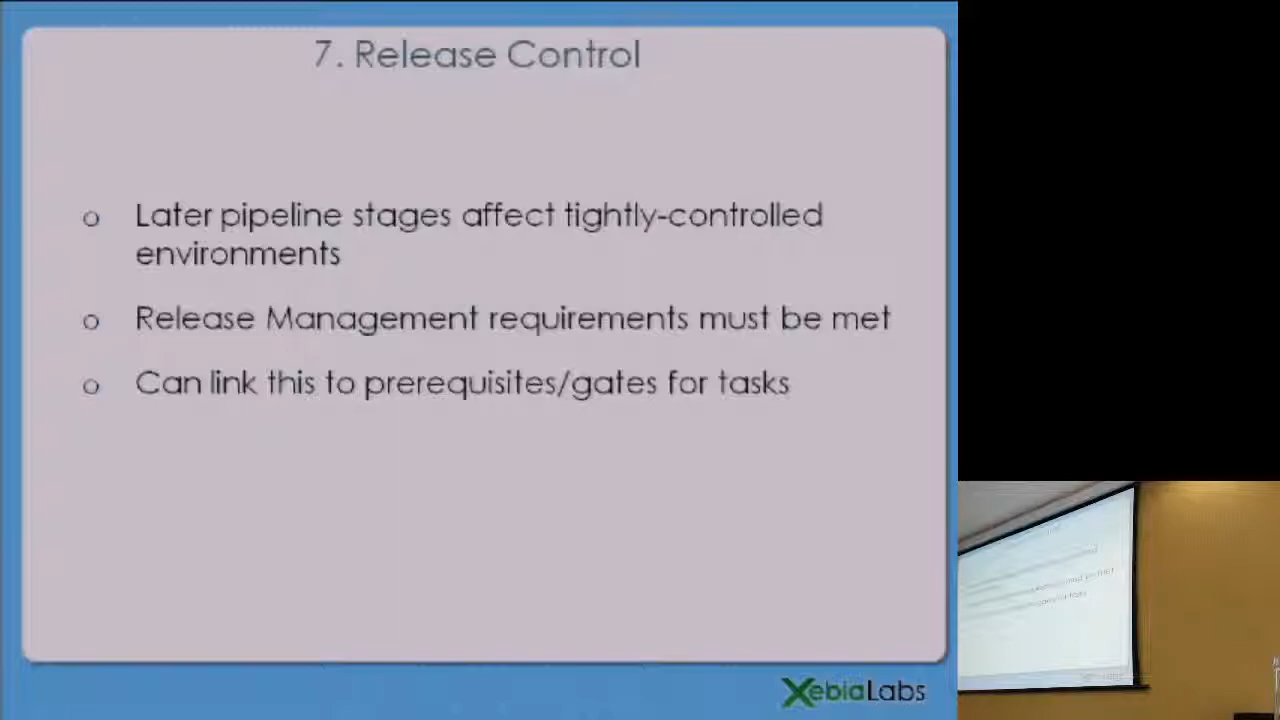 7. Release Control
o Later pipeline stages affect tightly-controlled
environments
o Release Management requirements must be met
o Can link this to prerequisites/gates for tasks
XebiaLabs